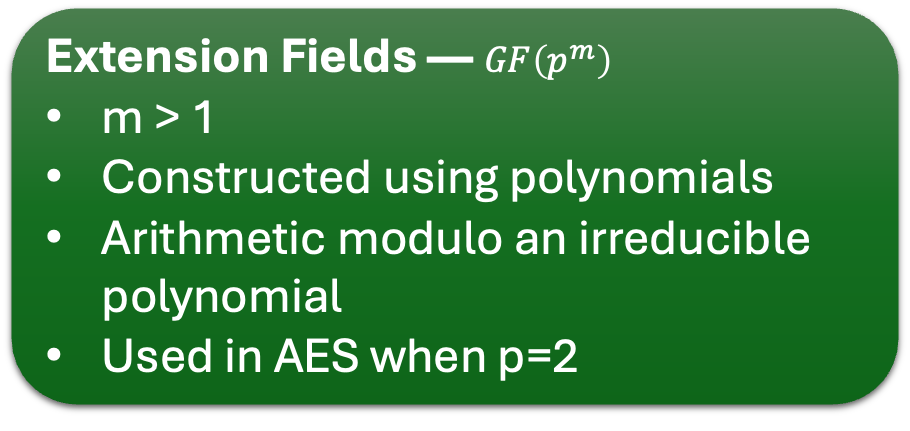 Extension Fields — GF(p^m)
• m > 1
• Constructed using polynomials
• Arithmetic modulo an irreducible
polynomial
• Used in AES when p=2